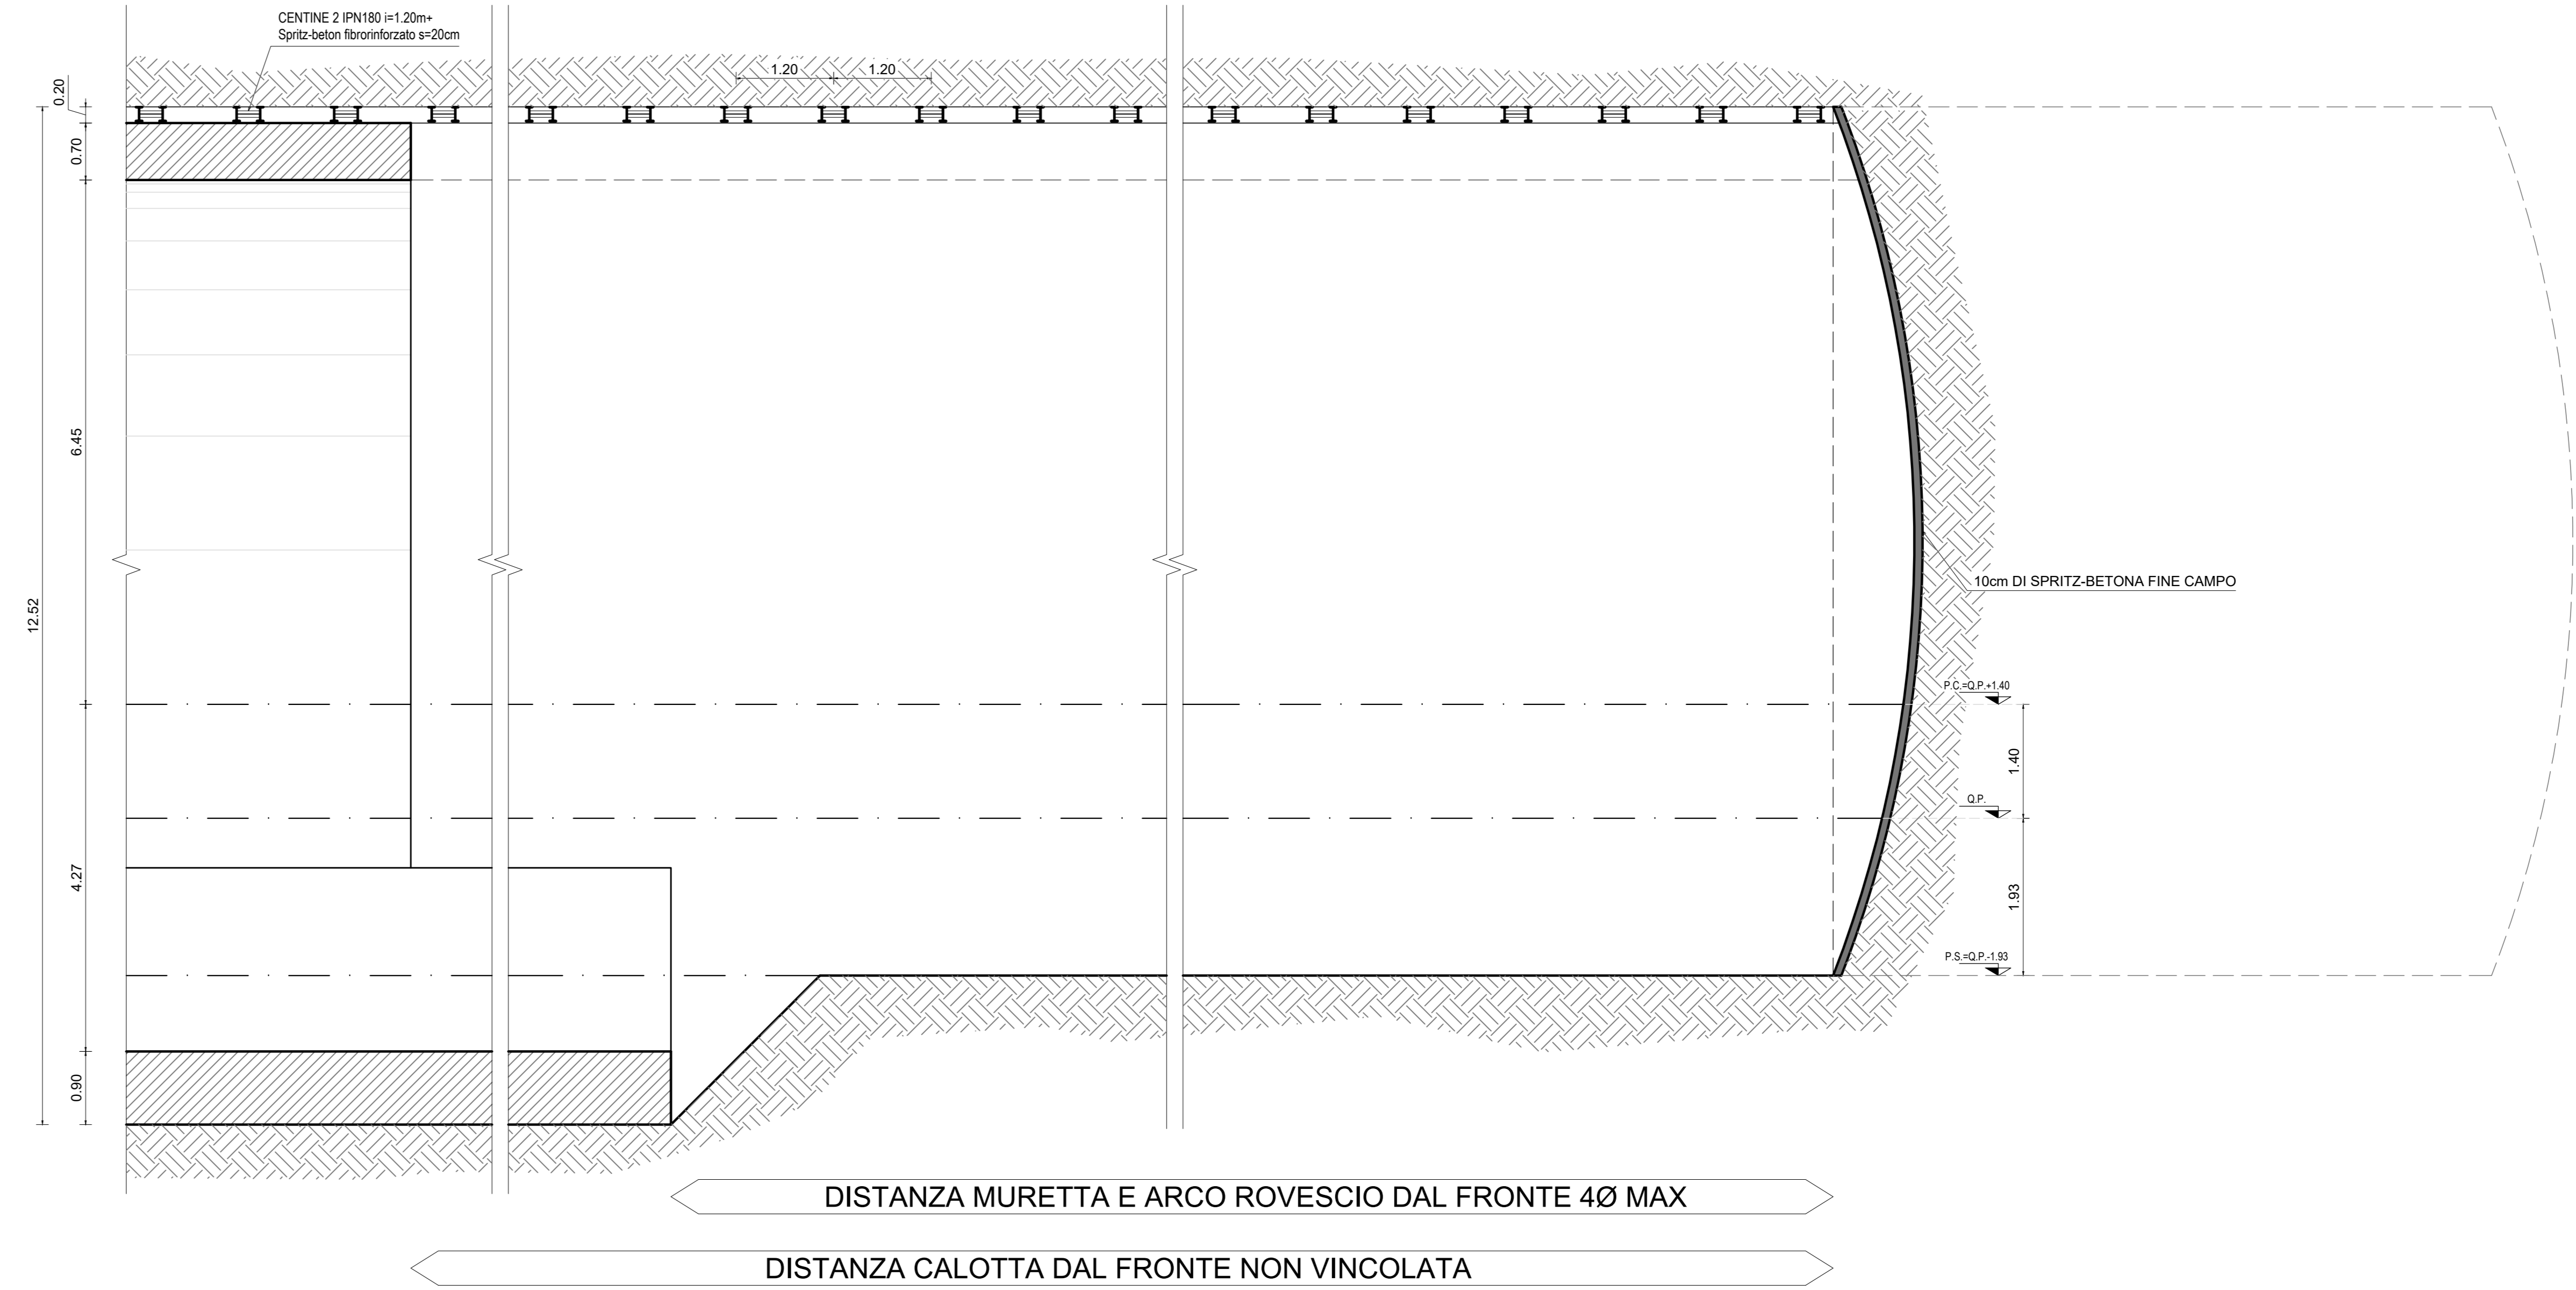 CENTINE 2 IPN180 i=1.20m+
Spritz-beton fibrorinforzato s=20cm
1.20
1.20
0.20
0.70
6.45
12.52
4.27
0.90
10cm DI SPRITZ-BETONA FINE CAMPO
P.C.=Q.P.+1.40
1.40
Q.P.
1.93
P.S.=Q.P.-1.93
DISTANZA MURETTA E ARCO ROVESCIO DAL FRONTE 4Ø MAX
DISTANZA CALOTTA DAL FRONTE NON VINCOLATA